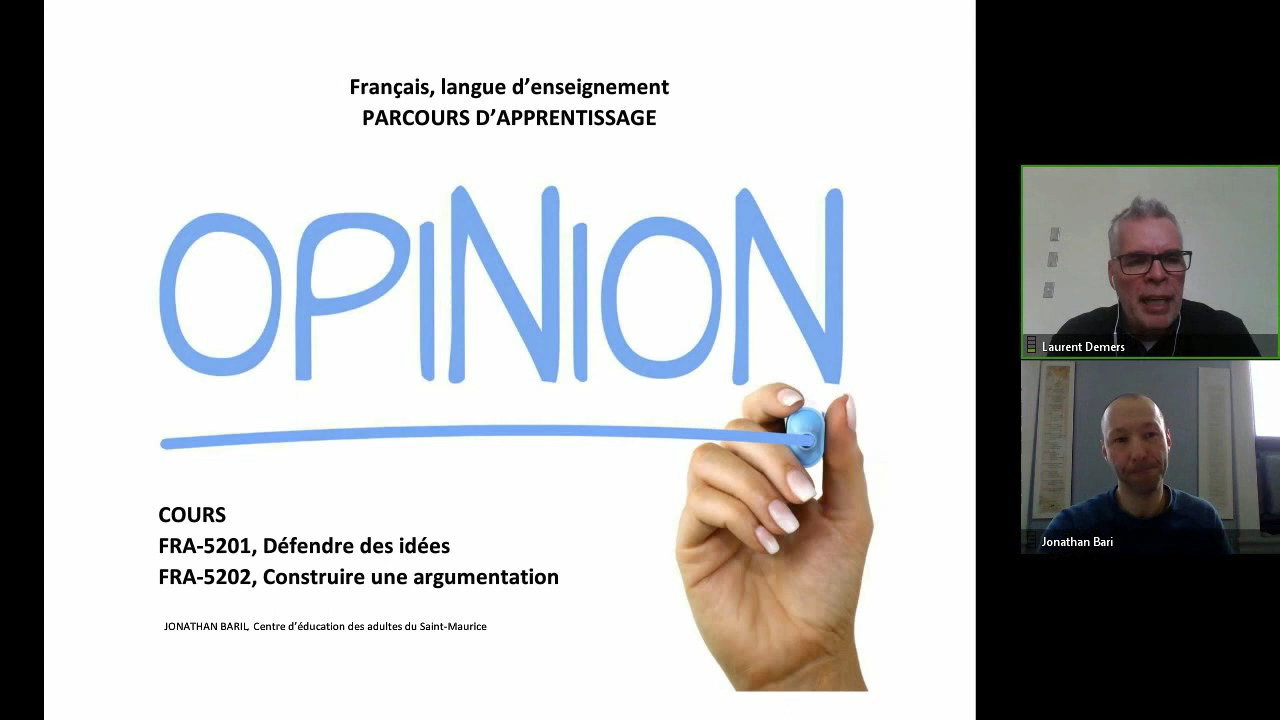 Français, langue d’enseignement
PARCOURS D’APPRENTISSAGE
OPINION
COURS
FRA-5201, Défendre des idées
FRA-5202, Construire une argumentation
JONATHAN BARIL, Centre d’éducation des adultes du Saint-Maurice
Laurent Demers
Jonathan Bari